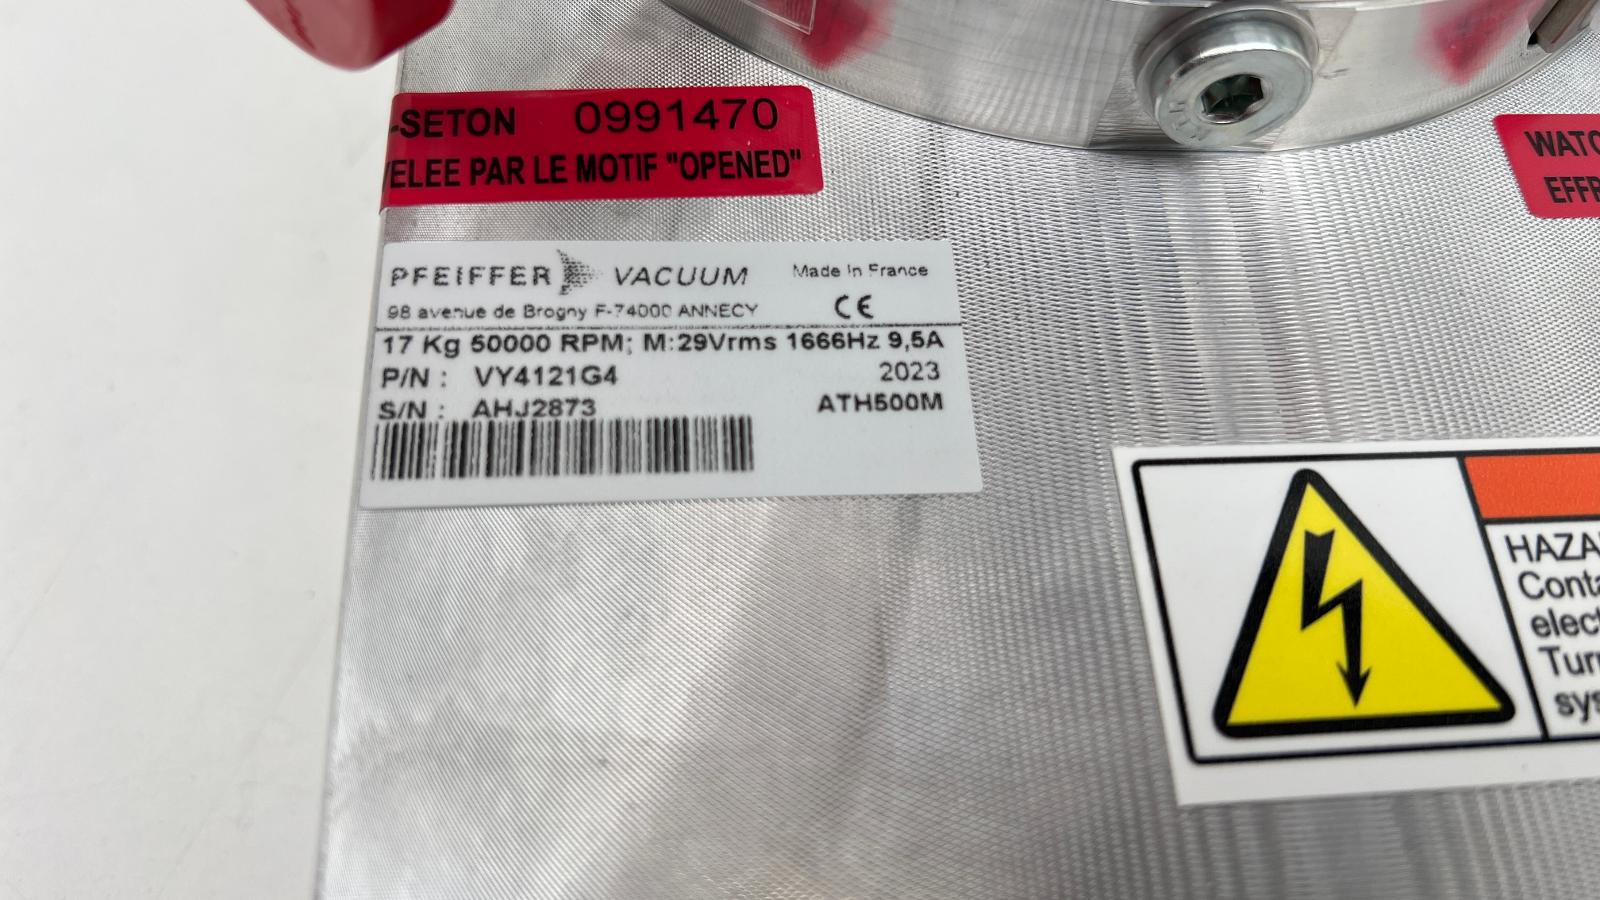 -SETON 0991470
ELEE PAR LE MOTIF "OPENED"
WATC
EFFR
PFEIFFER VACUUM Made In France
98 avenue de Brogny F-74000 ANNECY CE
17 Kg 50000 RPM; M:29Vrms 1666Hz 9,5A
P/N : VY4121G4 2023
S/N : AHJ2873 ATH500M
HAZA
Conta
elect
Turn
sys